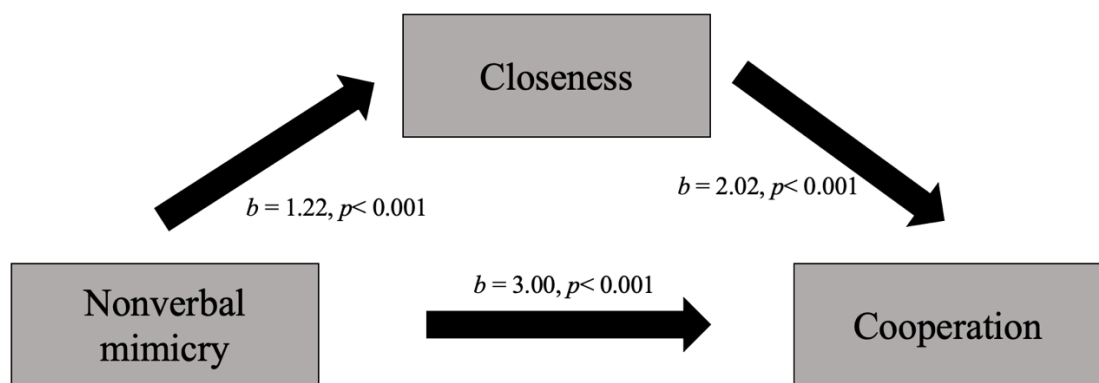 Closeness
b = 1.22, p< 0.001
b = 2.02, p< 0.001
b = 3.00, p< 0.001
Nonverbal
mimicry
Cooperation